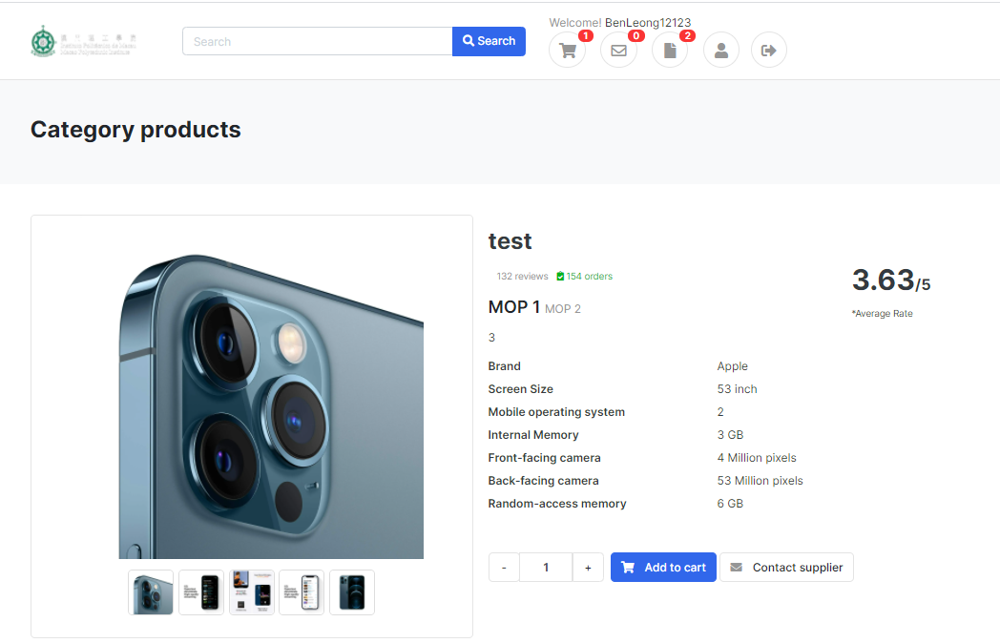 Welcome! BenLeong12123
Search
Search
1
0
2
Category products
test
132 reviews 154 orders
3.63/5
*Average Rate
MOP 1 MOP 2
3
Brand Apple
Screen Size 53 inch
Mobile operating system 2
Internal Memory 3 GB
Front-facing camera 4 Million pixels
Back-facing camera 53 Million pixels
Random-access memory 6 GB
- 1 + Add to cart Contact supplier